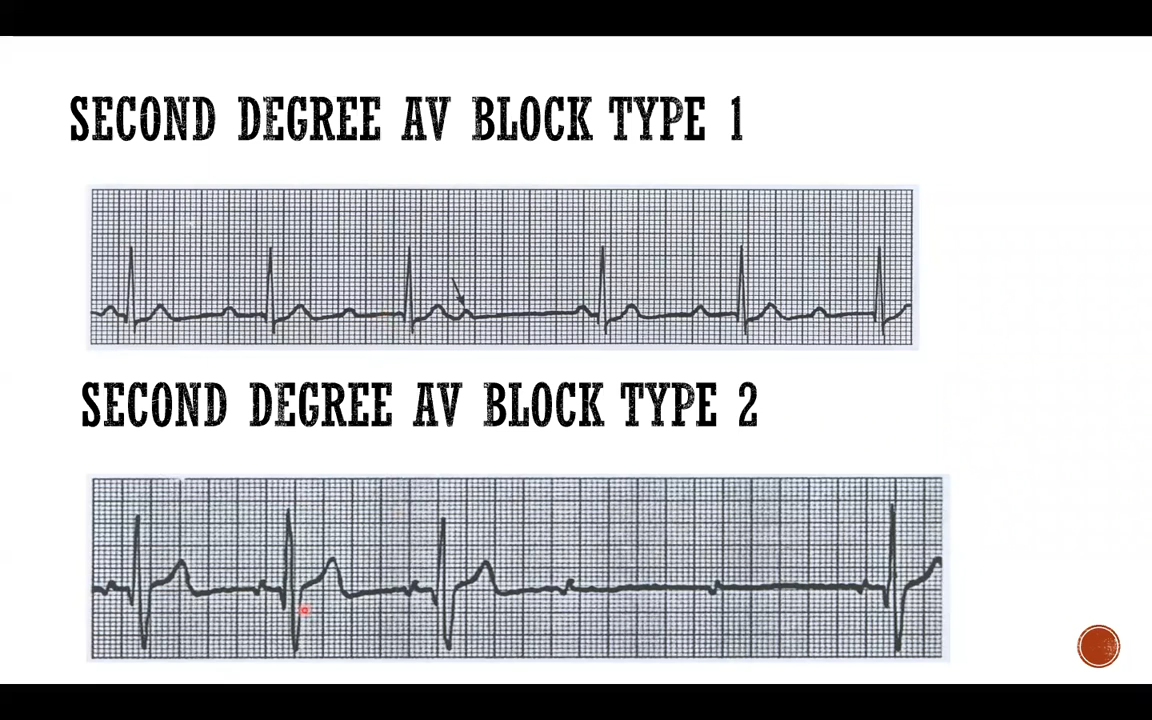 SECOND DEGREE AV BLOCK TYPE 1
SECOND DEGREE AV BLOCK TYPE 2